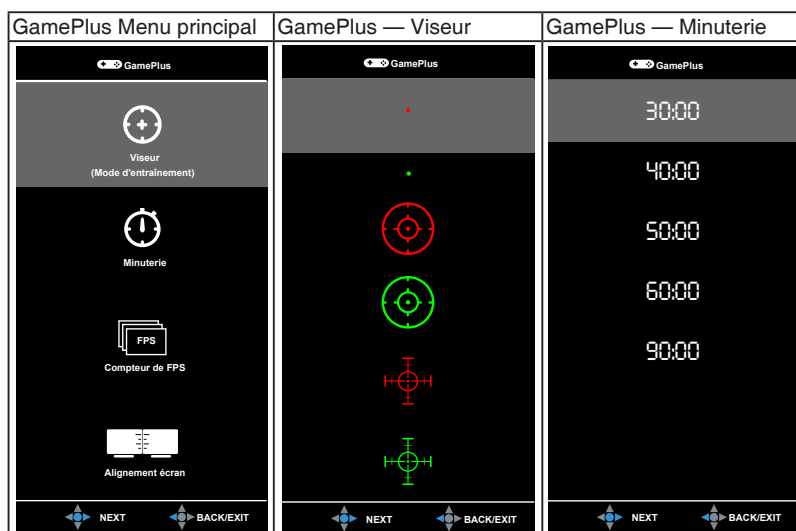 GamePlus Menu principal
GamePlus
Viseur
(Mode d'entraînement)
Minuterie
FPS
Compteur de FPS
Alignement écran
NEXT BACK/EXIT
GamePlus — Viseur
GamePlus
NEXT BACK/EXIT
GamePlus — Minuterie
GamePlus
30:00
40:00
50:00
60:00
90:00
NEXT BACK/EXIT